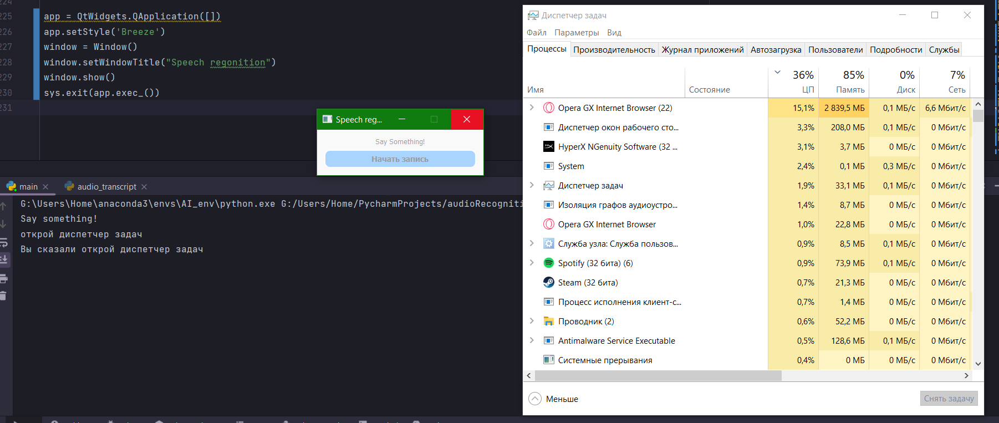 224
225 app = QtWidgets.QApplication([])
226 app.setStyle('Breeze')
227 window = Window()
228 window.setWindowTitle("Speech regonition")
229 window.show()
230 sys.exit(app.exec_())
231
Speech reg...
Say Something!
Начать запись
main
audio_transcript
G:\Users\Home\anaconda3\envs\AI_env\python.exe G:/Users/Home/PycharmProjects/audioRecogniti
Say something!
открой диспетчер задач
Вы сказали открой диспетчер задач
Диспетчер задач
Файл Параметры Вид
Процессы Производительность Журнал приложений Автозагрузка Пользователи Подробности Службы
36% 85% 0% 7%
Имя Состояние ЦП Память Диск Сеть
Opera GX Internet Browser (22) 15,1% 2 839,5 МБ 0,1 МБ/с 6,6 Мбит/с
Диспетчер окон рабочего сто... 3,3% 208,0 МБ 0,1 МБ/с 0 Мбит/с
HyperX NGenuity Software (32 ... 3,1% 3,7 МБ 0 МБ/с 0 Мбит/с
System 2,4% 0,1 МБ 0,3 МБ/с 0 Мбит/с
Диспетчер задач 1,9% 33,1 МБ 0,1 МБ/с 0 Мбит/с
Изоляция графов аудиоустро... 1,4% 8,7 МБ 0 МБ/с 0 Мбит/с
Opera GX Internet Browser 1,0% 22,8 МБ 0 МБ/с 0 Мбит/с
Служба узла: Служба пользов... 0,9% 8,5 МБ 0,1 МБ/с 0 Мбит/с
Spotify (32 бита) (6) 0,9% 73,9 МБ 0,1 МБ/с 0 Мбит/с
Steam (32 бита) 0,7% 21,3 МБ 0 МБ/с 0 Мбит/с
Процесс исполнения клиент-с... 0,7% 1,4 МБ 0 МБ/с 0 Мбит/с
Проводник (2) 0,6% 52,2 МБ 0 МБ/с 0 Мбит/с
Antimalware Service Executable 0,5% 128,6 МБ 0,1 МБ/с 0 Мбит/с
Системные прерывания 0,4% 0 МБ 0 МБ/с 0 Мбит/с
Меньше
Снять задачу